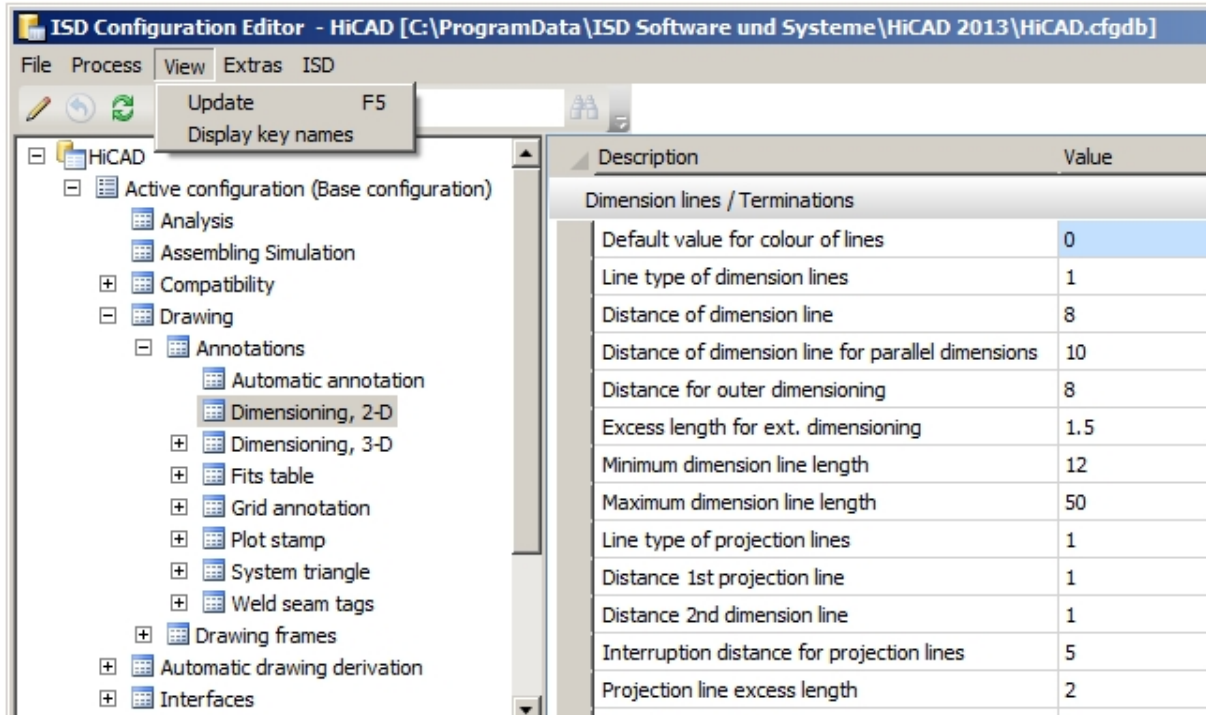 ISD Configuration Editor - HiCAD [C:\ProgramData\ISD Software und Systeme\HiCAD 2013\HiCAD.cfgdb]
File Process View Extras ISD
Update F5
Display key names
HiCAD
Active configuration (Base configuration)
Analysis
Assembling Simulation
Compatibility
Drawing
Annotations
Automatic annotation
Dimensioning, 2-D
Dimensioning, 3-D
Fits table
Grid annotation
Plot stamp
System triangle
Weld seam tags
Drawing frames
Automatic drawing derivation
Interfaces
Description Value
Dimension lines / Terminations
Default value for colour of lines 0
Line type of dimension lines 1
Distance of dimension line 8
Distance of dimension line for parallel dimensions 10
Distance for outer dimensioning 8
Excess length for ext. dimensioning 1.5
Minimum dimension line length 12
Maximum dimension line length 50
Line type of projection lines 1
Distance 1st projection line 1
Distance 2nd dimension line 1
Interruption distance for projection lines 5
Projection line excess length 2